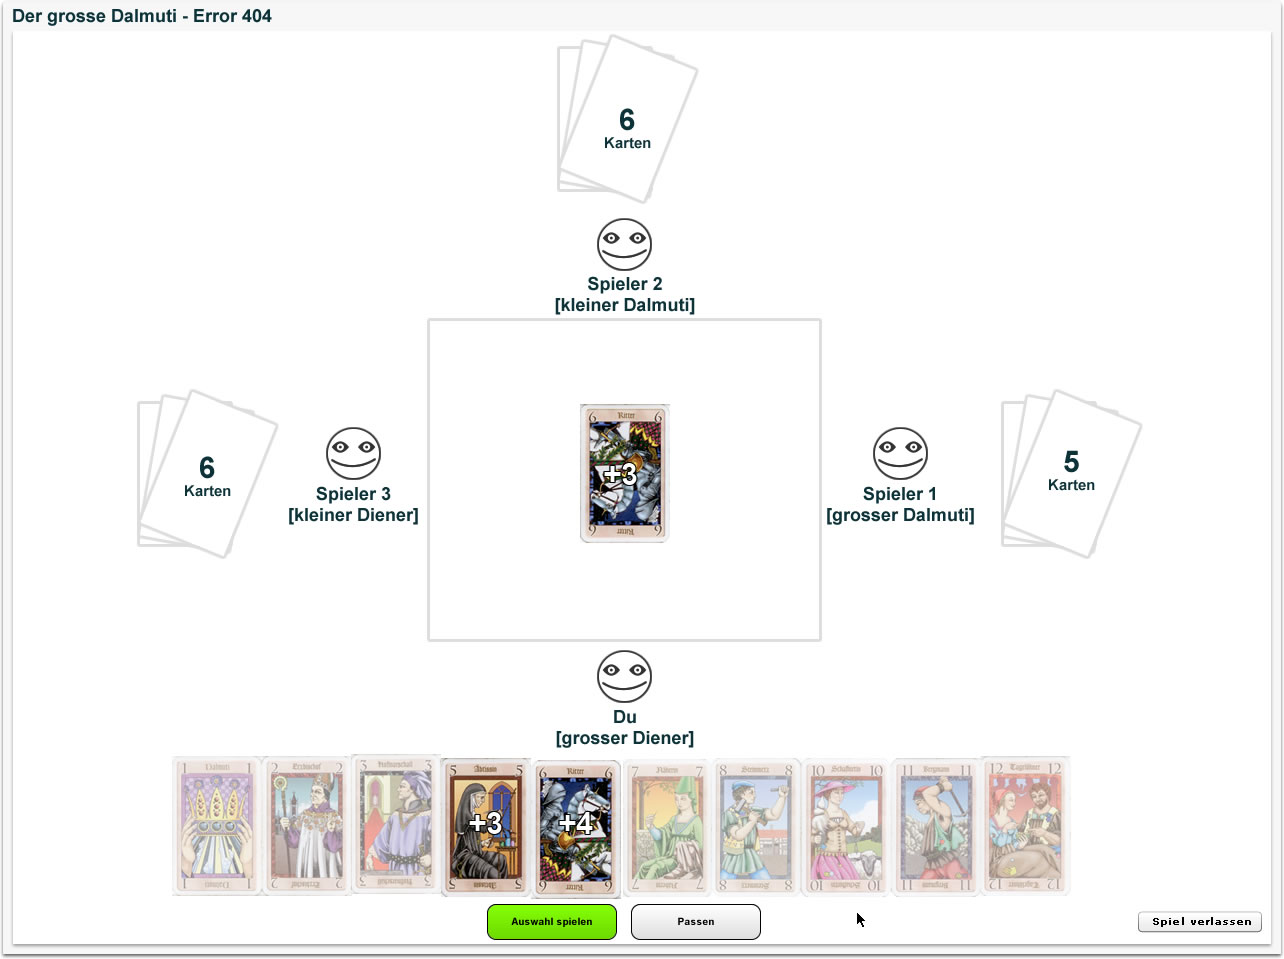 Der grosse Dalmuti - Error 404
6
Karten
Spieler 2
[kleiner Dalmuti]
6
Karten
Spieler 3
[kleiner Diener]
6 Ritter 6
+3
6 Ritter 6
Spieler 1
[grosser Dalmuti]
5
Karten
Du
[grosser Diener]
1 Dalmuti 1
2 Erzbischof 2
3 Hofmarschall 3
5 Äbtissin 5
+3
6 Ritter 6
+4
7 7
8 Steinmetz 8
10 Schäferin 10
11 Bergmann 11
12 Tagelöhner 12
Auswahl spielen
Passen
Spiel verlassen